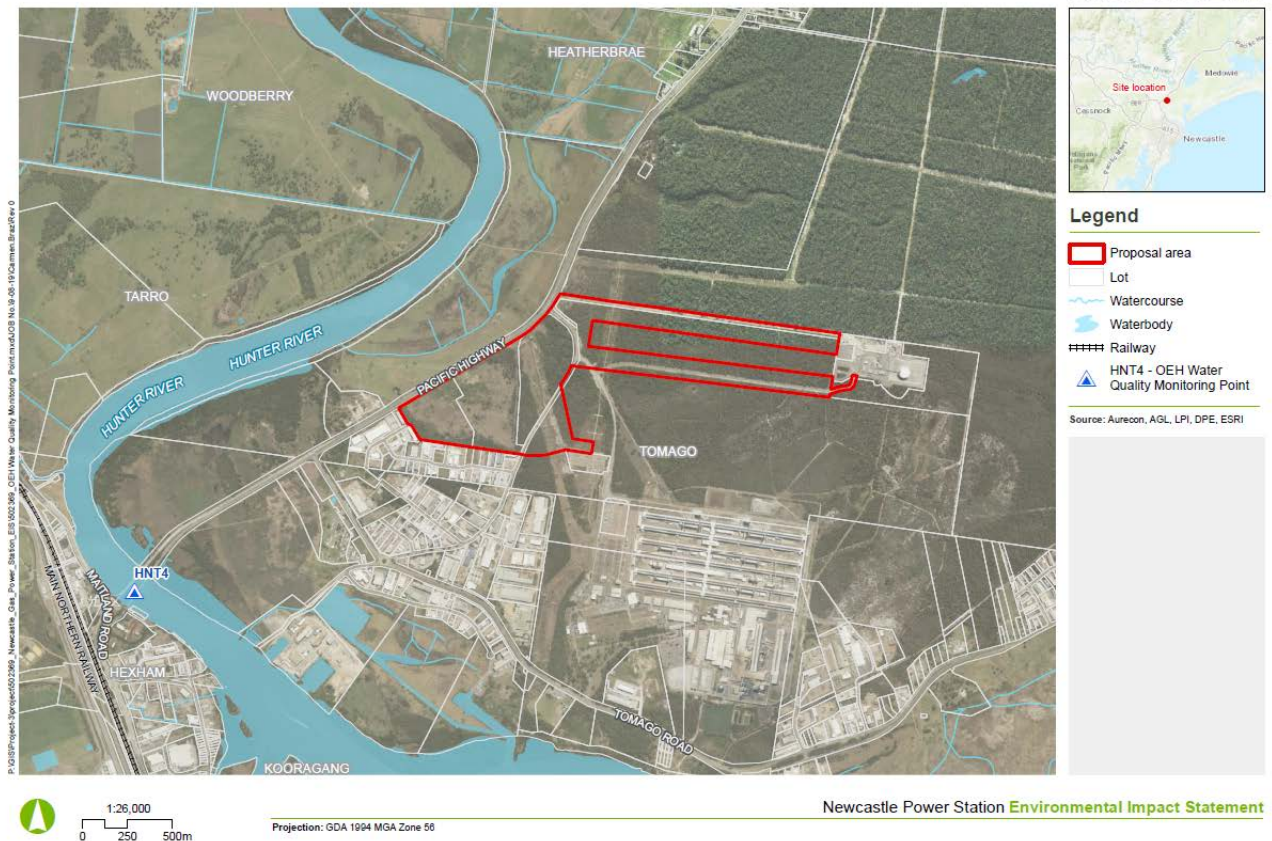 HEATHERBRAE
WOODBERRY
TARRO
HUNTER RIVER
HUNTER RIVER
PACIFIC HIGHWAY
TOMAGO
HNT4
MAITLAND ROAD
MAIN NORTHERN RAILWAY
HEXHAM
TOMAGO ROAD
KOORAGANG
Medowie
Site location
Cessnock
Newcastle
Legend
Proposal area
Lot
Watercourse
Waterbody
Railway
HNT4 - OEH Water
Quality Monitoring Point
Source: Aurecon, AGL, LPI, DPE, ESRI
1:26,000
0 250 500m
Projection: GDA 1994 MGA Zone 56
Newcastle Power Station Environmental Impact Statement